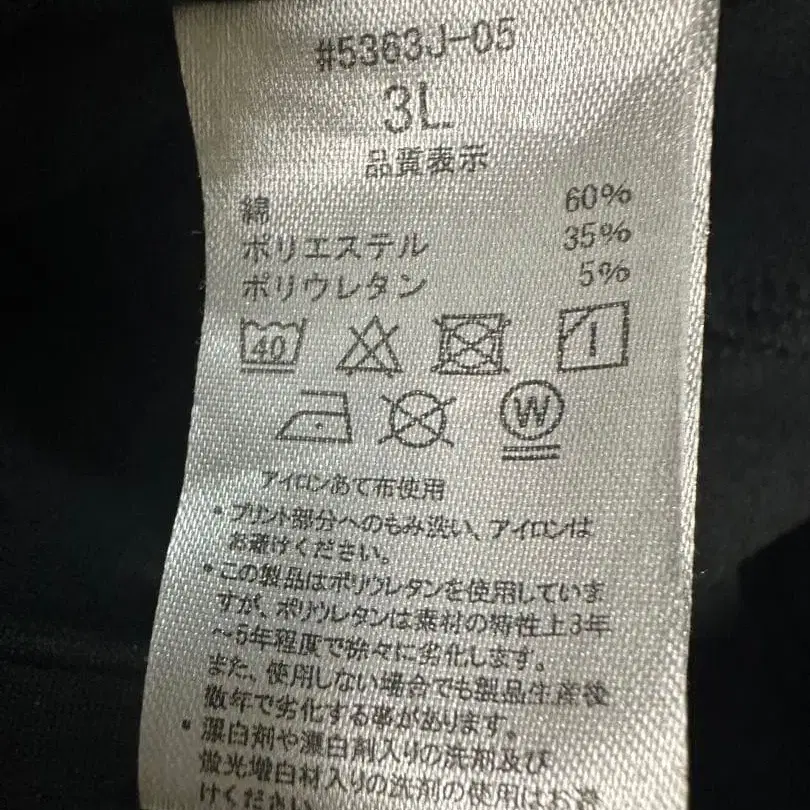 #5363J-05
3L
品質表示
綿 60%
ポリエステル 35%
ポリウレタン 5%
40
W
アイロンあて布使用
• プリント部分へのもみ洗い、アイロンは
お避けください。
• この製品はポリウレタンを使用していま
すが、ポリウレタンは素材の特性上3年
～5年程度で徐々に劣化します。
また、使用しない場合でも製品生産後
数年で劣化する事があります。
• 漂白剤や漂白剤入りの洗剤及び
蛍光増白材入りの洗剤の使用はお避
けください